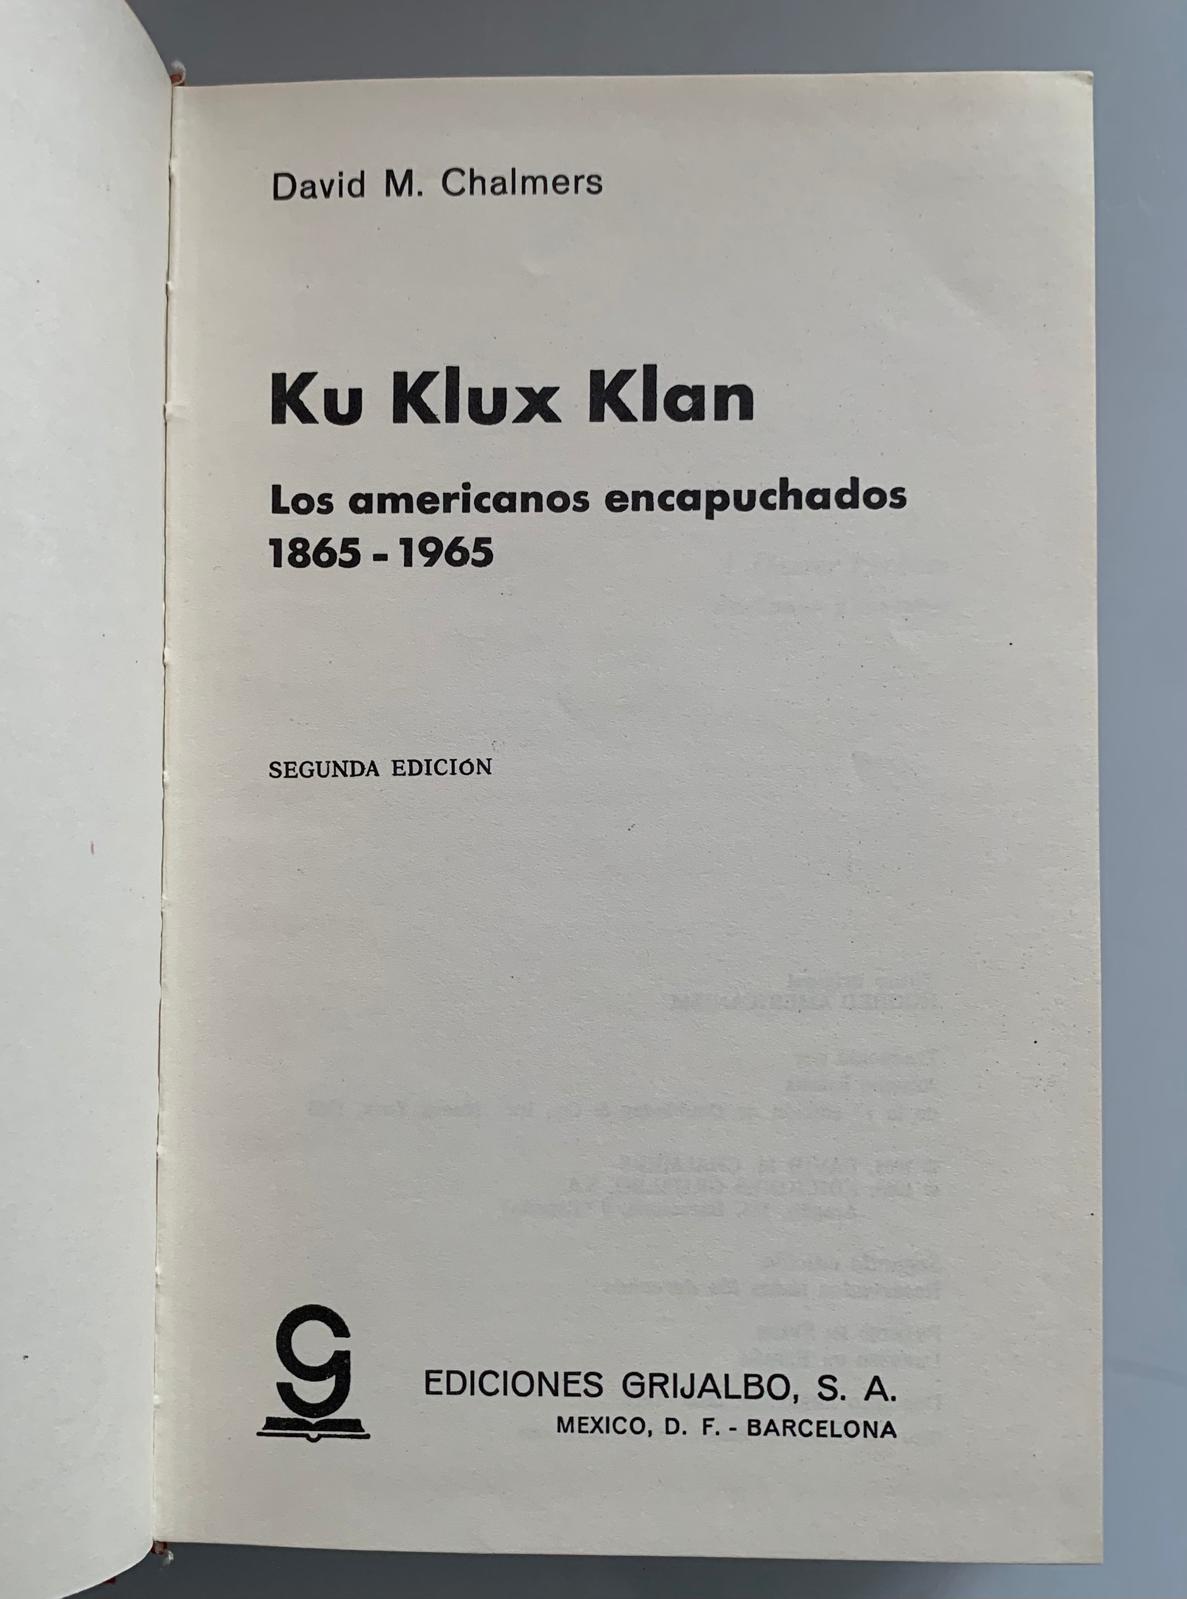 David M. Chalmers
Ku Klux Klan
Los americanos encapuchados
1865 - 1965
SEGUNDA EDICIÓN
EDICIONES GRIJALBO, S. A.
MEXICO, D. F. - BARCELONA